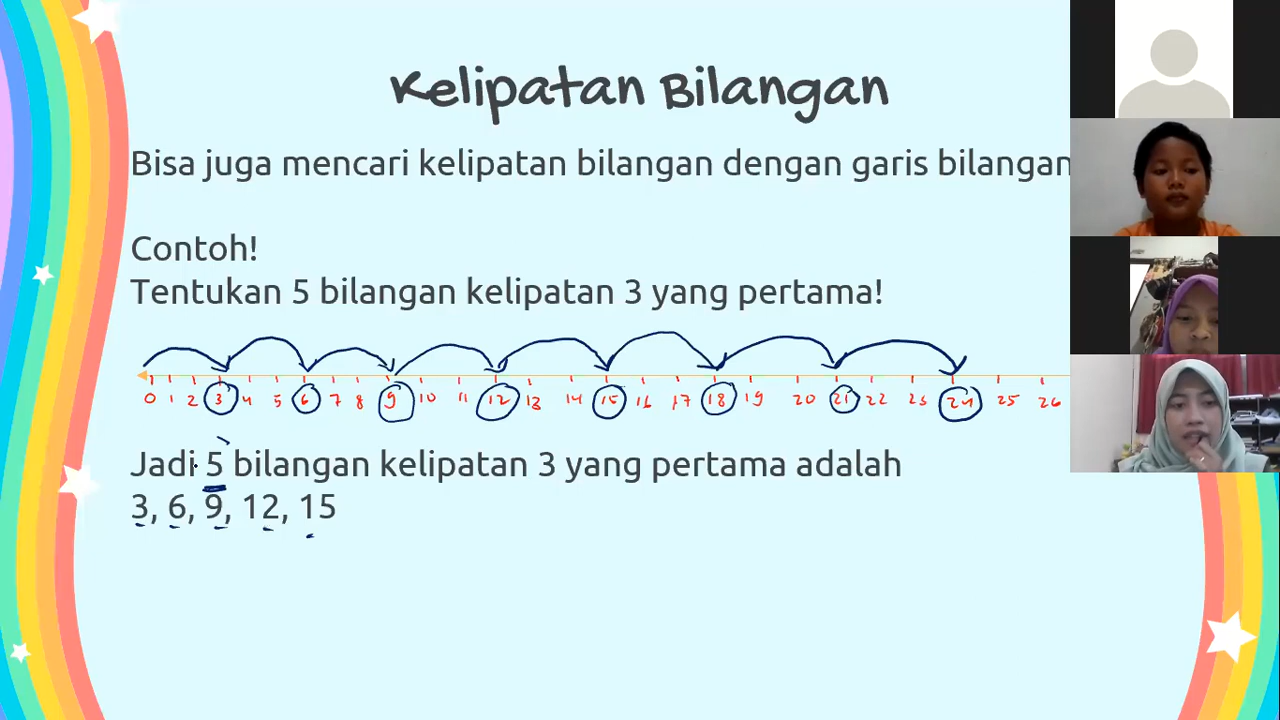 Kelipatan Bilangan
Bisa juga mencari kelipatan bilangan dengan garis bilangan
Contoh!
Tentukan 5 bilangan kelipatan 3 yang pertama!
0 1 2 3 4 5 6 7 8 9 10 11 12 13 14 15 16 17 18 19 20 21 22 23 24 25 26
Jadi 5 bilangan kelipatan 3 yang pertama adalah
3, 6, 9, 12, 15